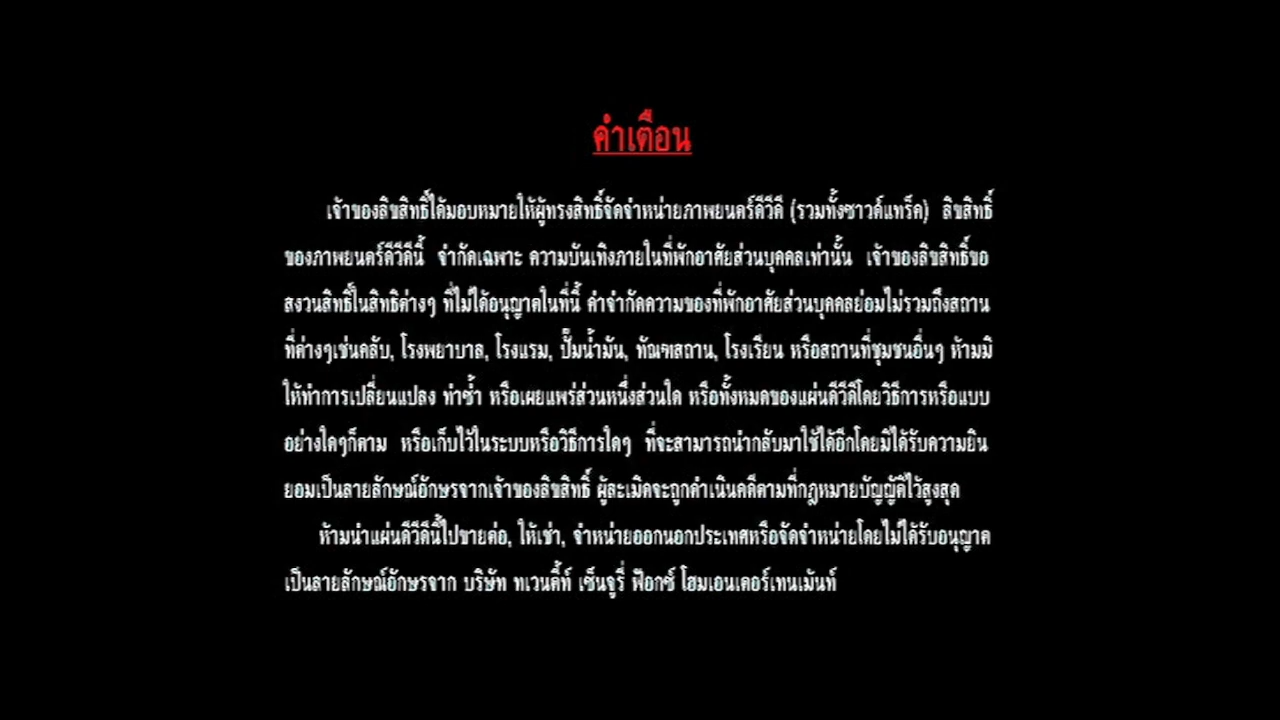 คำเตือน
เจ้าของลิขสิทธิ์ได้มอบหมายให้ผู้ทรงสิทธิ์จัดจำหน่ายภาพยนตร์ดีวีดี (รวมทั้งซาวด์แทร็ค) ลิขสิทธิ์
ของภาพยนตร์ดีวีดีนี้ จำกัดเฉพาะ ความบันเทิงภายในที่พักอาศัยส่วนบุคคลเท่านั้น เจ้าของลิขสิทธิ์ขอ
สงวนสิทธิ์ในสิทธิต่างๆ ที่ไม่ได้อนุญาตในที่นี้ คำจำกัดความของที่พักอาศัยส่วนบุคคลย่อมไม่รวมถึงสถาน
ที่ต่างๆเช่นคลับ, โรงพยาบาล, โรงแรม, ปั๊มน้ำมัน, ทัณฑสถาน, โรงเรียน หรือสถานที่ชุมชนอื่นๆ ห้ามมิ
ให้ทำการเปลี่ยนแปลง ทำซ้ำ หรือเผยแพร่ส่วนหนึ่งส่วนใด หรือทั้งหมดของแผ่นดีวีดีโดยวิธีการหรือแบบ
อย่างใดๆก็ตาม หรือเก็บไว้ในระบบหรือวิธีการใดๆ ที่จะสามารถนำกลับมาใช้ได้อีกโดยมิได้รับความยิน
ยอมเป็นลายลักษณ์อักษรจากเจ้าของลิขสิทธิ์ ผู้ละเมิดจะถูกดำเนินคดีตามที่กฎหมายบัญญัติไว้สูงสุด
ห้ามนำแผ่นดีวีดีนี้ไปขายต่อ, ให้เช่า, จำหน่ายออกนอกประเทศหรือจัดจำหน่ายโดยไม่ได้รับอนุญาต
เป็นลายลักษณ์อักษรจาก บริษัท ทเวนตี้ท์ เซ็นจูรี่ ฟ๊อกซ์ โฮมเอนเตอร์เทนเม้นท์